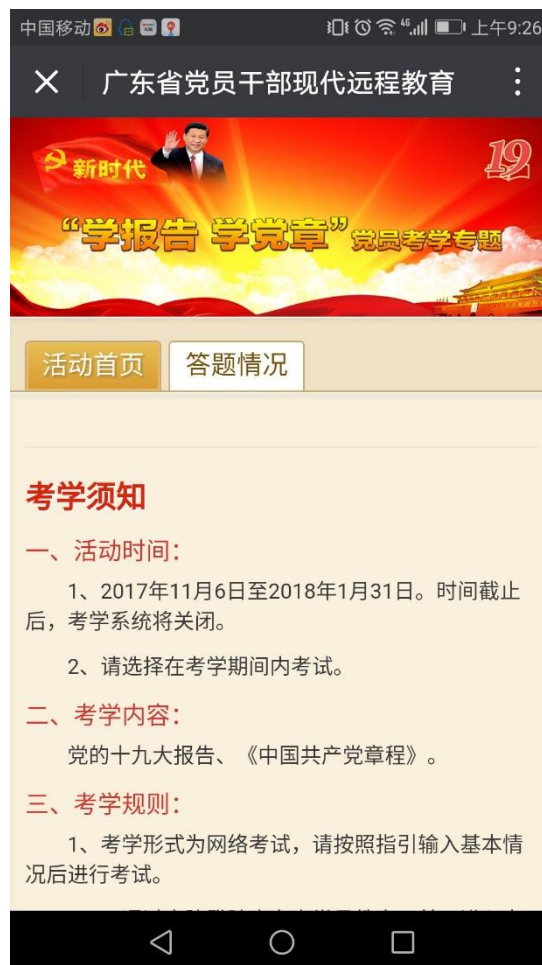 中国移动
4G
上午9:26
广东省党员干部现代远程教育
新时代
19
“学报告 学党章”党员考学专题
活动首页
答题情况
考学须知
一、活动时间：
1、2017年11月6日至2018年1月31日。时间截止
后，考学系统将关闭。
2、请选择在考学期间内考试。
二、考学内容：
党的十九大报告、《中国共产党章程》。
三、考学规则：
1、考学形式为网络考试，请按照指引输入基本情
况后进行考试。